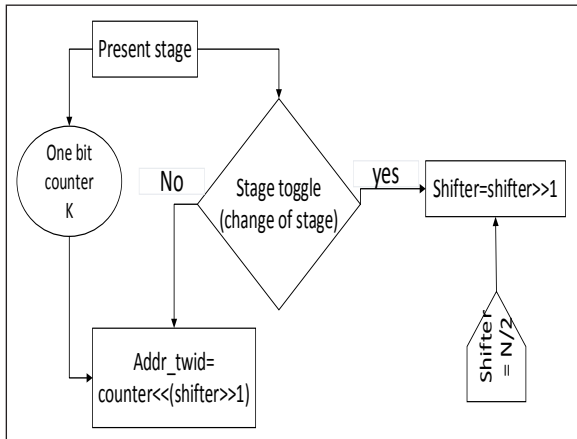 Present stage
One bit
counter
K
No
Stage toggle
(change of stage)
yes
Shifter=shifter>>1
Addr_twid=
counter<<(shifter>>1)
Shifter
= N/2